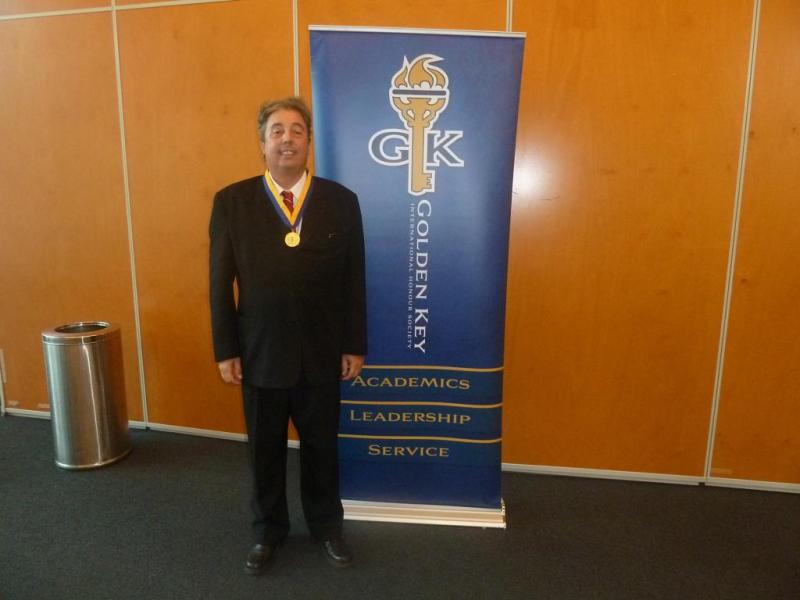 GK
GOLDEN KEY
INTERNATIONAL HONOUR SOCIETY
ACADEMICS
LEADERSHIP
SERVICE